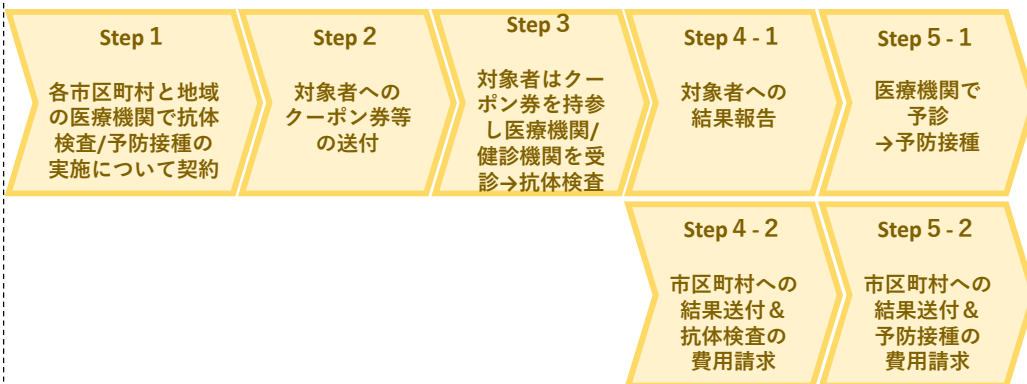 Step 1
各市区町村と地域
の医療機関で抗体
検査/予防接種の
実施について契約
Step 2
対象者への
クーポン券等
の送付
Step 3
対象者はクー
ポン券を持参
し医療機関/
健診機関を受
診→抗体検査
Step 4 - 1
対象者への
結果報告
Step 5 - 1
医療機関で
予診
→予防接種
Step 4 - 2
市区町村への
結果送付＆
抗体検査の
費用請求
Step 5 - 2
市区町村への
結果送付＆
予防接種の
費用請求